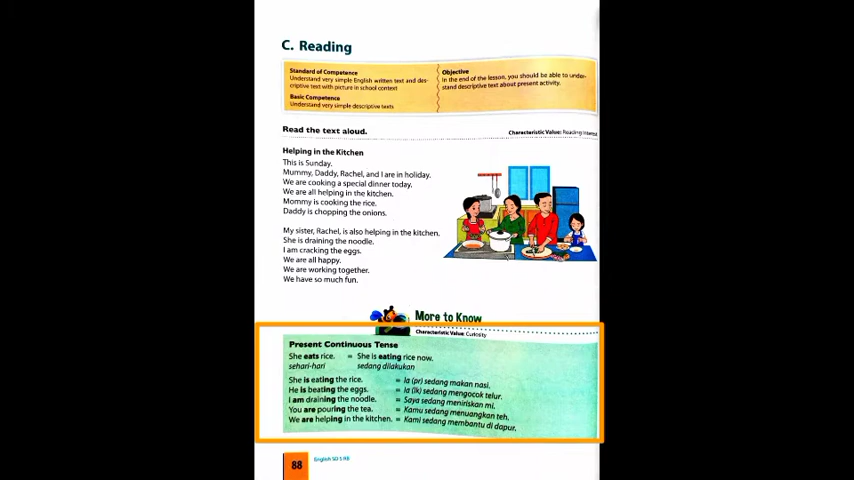 C. Reading
Standard of Competence
Understand very simple English written text and des-
criptive text with picture in school context
Basic Competence
Understand very simple descriptive texts
Objective
In the end of the lesson, you should be able to under-
stand descriptive text about present activity.
Read the text aloud.
Characteristic Value: Reading Interest
Helping in the Kitchen
This is Sunday.
Mummy, Daddy, Rachel, and I are in holiday.
We are cooking a special dinner today.
We are all helping in the kitchen.
Mommy is cooking the rice.
Daddy is chopping the onions.
My sister, Rachel, is also helping in the kitchen.
She is draining the noodle.
I am cracking the eggs.
We are all happy.
We are working together.
We have so much fun.
More to Know
Characteristic Value: Curiosity
Present Continuous Tense
She eats rice. = She is eating rice now.
sehari-hari sedang dilakukan
She is eating the rice. = Ia (pr) sedang makan nasi.
He is beating the eggs. = Ia (lk) sedang mengocok telur.
I am draining the noodle. = Saya sedang meniriskan mi.
You are pouring the tea. = Kamu sedang menuangkan teh.
We are helping in the kitchen. = Kami sedang membantu di dapur.
88
English SD 5 RB